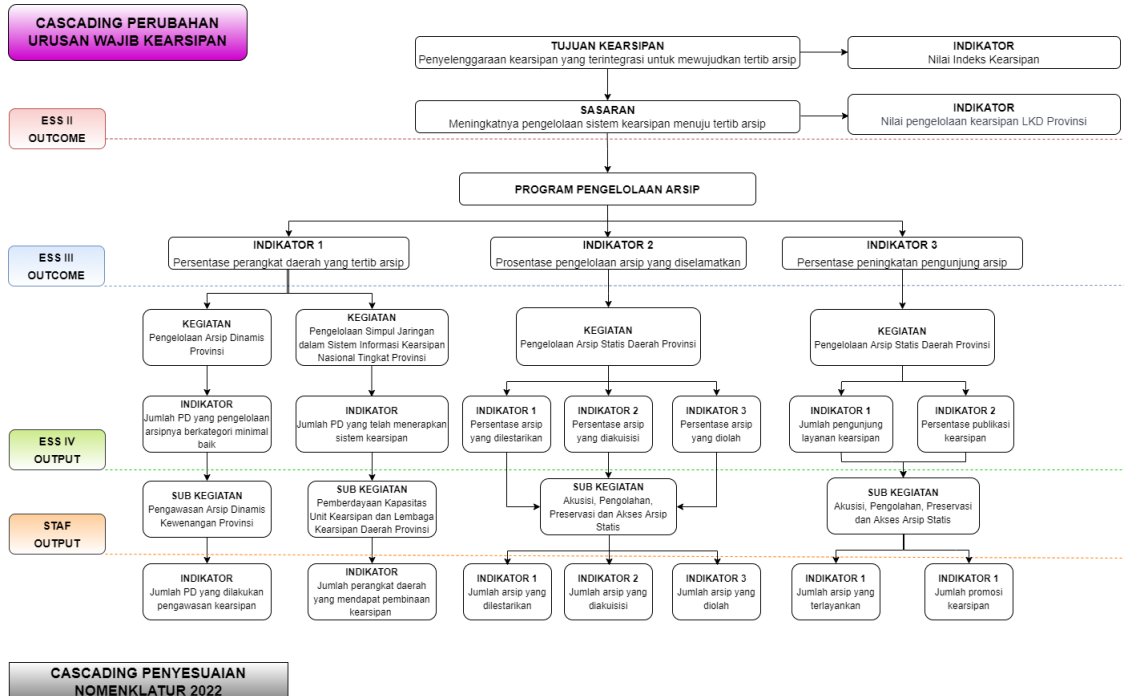 CASCADING PERUBAHAN
URUSAN WAJIB KEARSIPAN
TUJUAN KEARSIPAN
Penyelenggaraan kearsipan yang terintegrasi untuk mewujudkan tertib arsip
INDIKATOR
Nilai Indeks Kearsipan
ESS II
OUTCOME
SASARAN
Meningkatnya pengelolaan sistem kearsipan menuju tertib arsip
INDIKATOR
Nilai pengelolaan kearsipan LKD Provinsi
PROGRAM PENGELOLAAN ARSIP
ESS III
OUTCOME
INDIKATOR 1
Persentase perangkat daerah yang tertib arsip
INDIKATOR 2
Prosentase pengelolaan arsip yang diselamatkan
INDIKATOR 3
Persentase peningkatan pengunjung arsip
KEGIATAN
Pengelolaan Arsip Dinamis
Provinsi
KEGIATAN
Pengelolaan Simpul Jaringan
dalam Sistem Informasi Kearsipan
Nasional Tingkat Provinsi
KEGIATAN
Pengelolaan Arsip Statis Daerah Provinsi
KEGIATAN
Pengelolaan Arsip Statis Daerah Provinsi
ESS IV
OUTPUT
INDIKATOR
Jumlah PD yang pengelolaan
arsipnya berkategori minimal
baik
INDIKATOR
Jumlah PD yang telah menerapkan
sistem kearsipan
INDIKATOR 1
Persentase arsip
yang dilestarikan
INDIKATOR 2
Persentase arsip
yang diakuisisi
INDIKATOR 3
Persentase arsip
yang diolah
INDIKATOR 1
Jumlah pengunjung
layanan kearsipan
INDIKATOR 2
Persentase publikasi
kearsipan
STAF
OUTPUT
SUB KEGIATAN
Pengawasan Arsip Dinamis
Kewenangan Provinsi
SUB KEGIATAN
Pemberdayaan Kapasitas
Unit Kearsipan dan Lembaga
Kearsipan Daerah Provinsi
SUB KEGIATAN
Akusisi, Pengolahan,
Preservasi dan Akses Arsip
Statis
SUB KEGIATAN
Akusisi, Pengolahan, Preservasi
dan Akses Arsip Statis
INDIKATOR
Jumlah PD yang dilakukan
pengawasan kearsipan
INDIKATOR
Jumlah perangkat daerah
yang mendapat pembinaan
kearsipan
INDIKATOR 1
Jumlah arsip yang
dilestarikan
INDIKATOR 2
Jumlah arsip yang
diakuisisi
INDIKATOR 3
Jumlah arsip yang
diolah
INDIKATOR 1
Jumlah arsip yang
terlayankan
INDIKATOR 1
Jumlah promosi
kearsipan
CASCADING PENYESUAIAN
NOMENKLATUR 2022